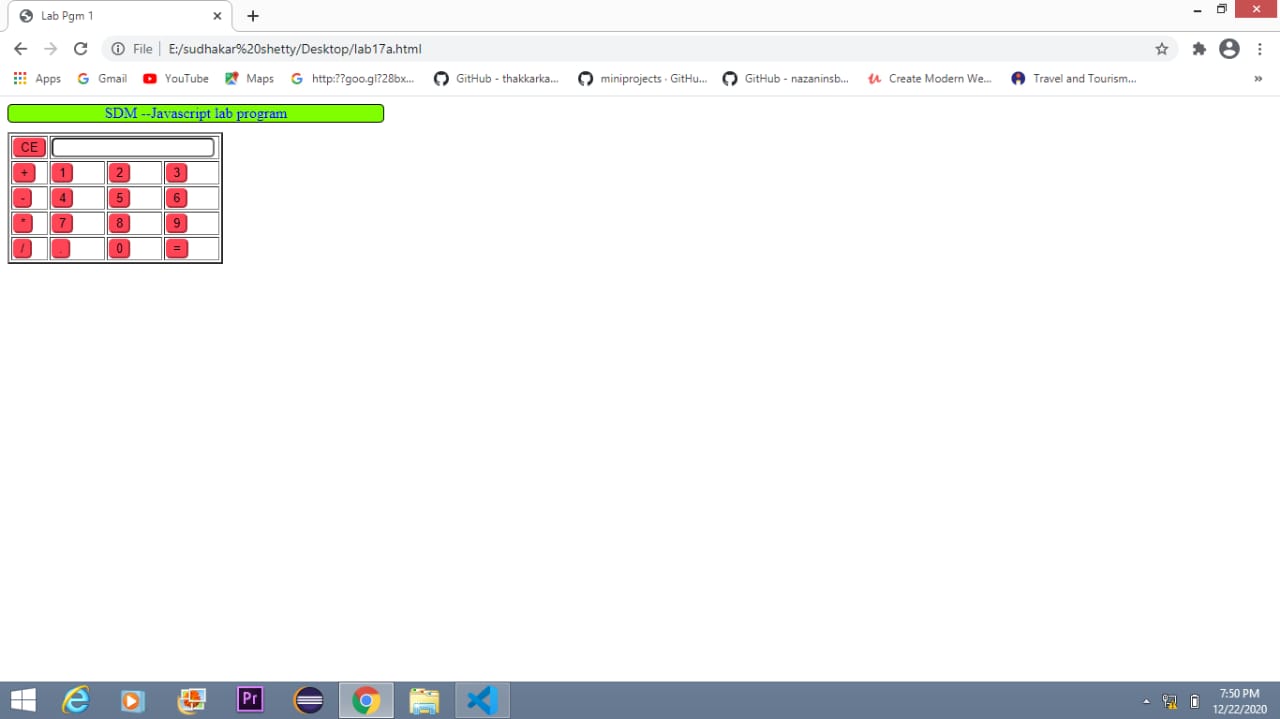 Lab Pgm 1
File E:/sudhakar%20shetty/Desktop/lab17a.html
Apps Gmail YouTube Maps http:??goo.gl?28bx... GitHub - thakkarka... miniprojects · GitHu... GitHub - nazaninsb... Create Modern We... Travel and Tourism... »
SDM --Javascript lab program
CE
+ 1 2 3
- 4 5 6
* 7 8 9
/ . 0 =
Pr
7:50 PM
12/22/2020